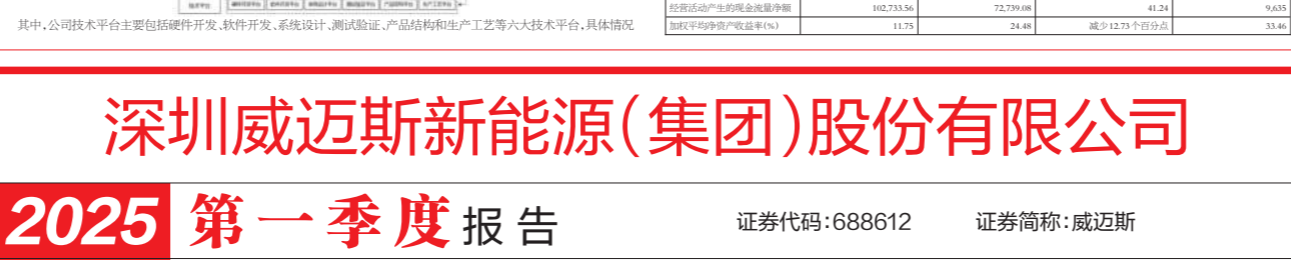 技术平台
其中，公司技术平台主要包括硬件开发、软件开发、系统设计、测试验证、产品结构和生产工艺等六大技术平台，具体情况
经营活动产生的现金流量净额 102,733.56 72,739.08 41.24 9,635
加权平均净资产收益率(%) 11.75 24.48 减少12.73个百分点 33.46
深圳威迈斯新能源(集团)股份有限公司
2025 第一季度报告 证券代码:688612 证券简称:威迈斯